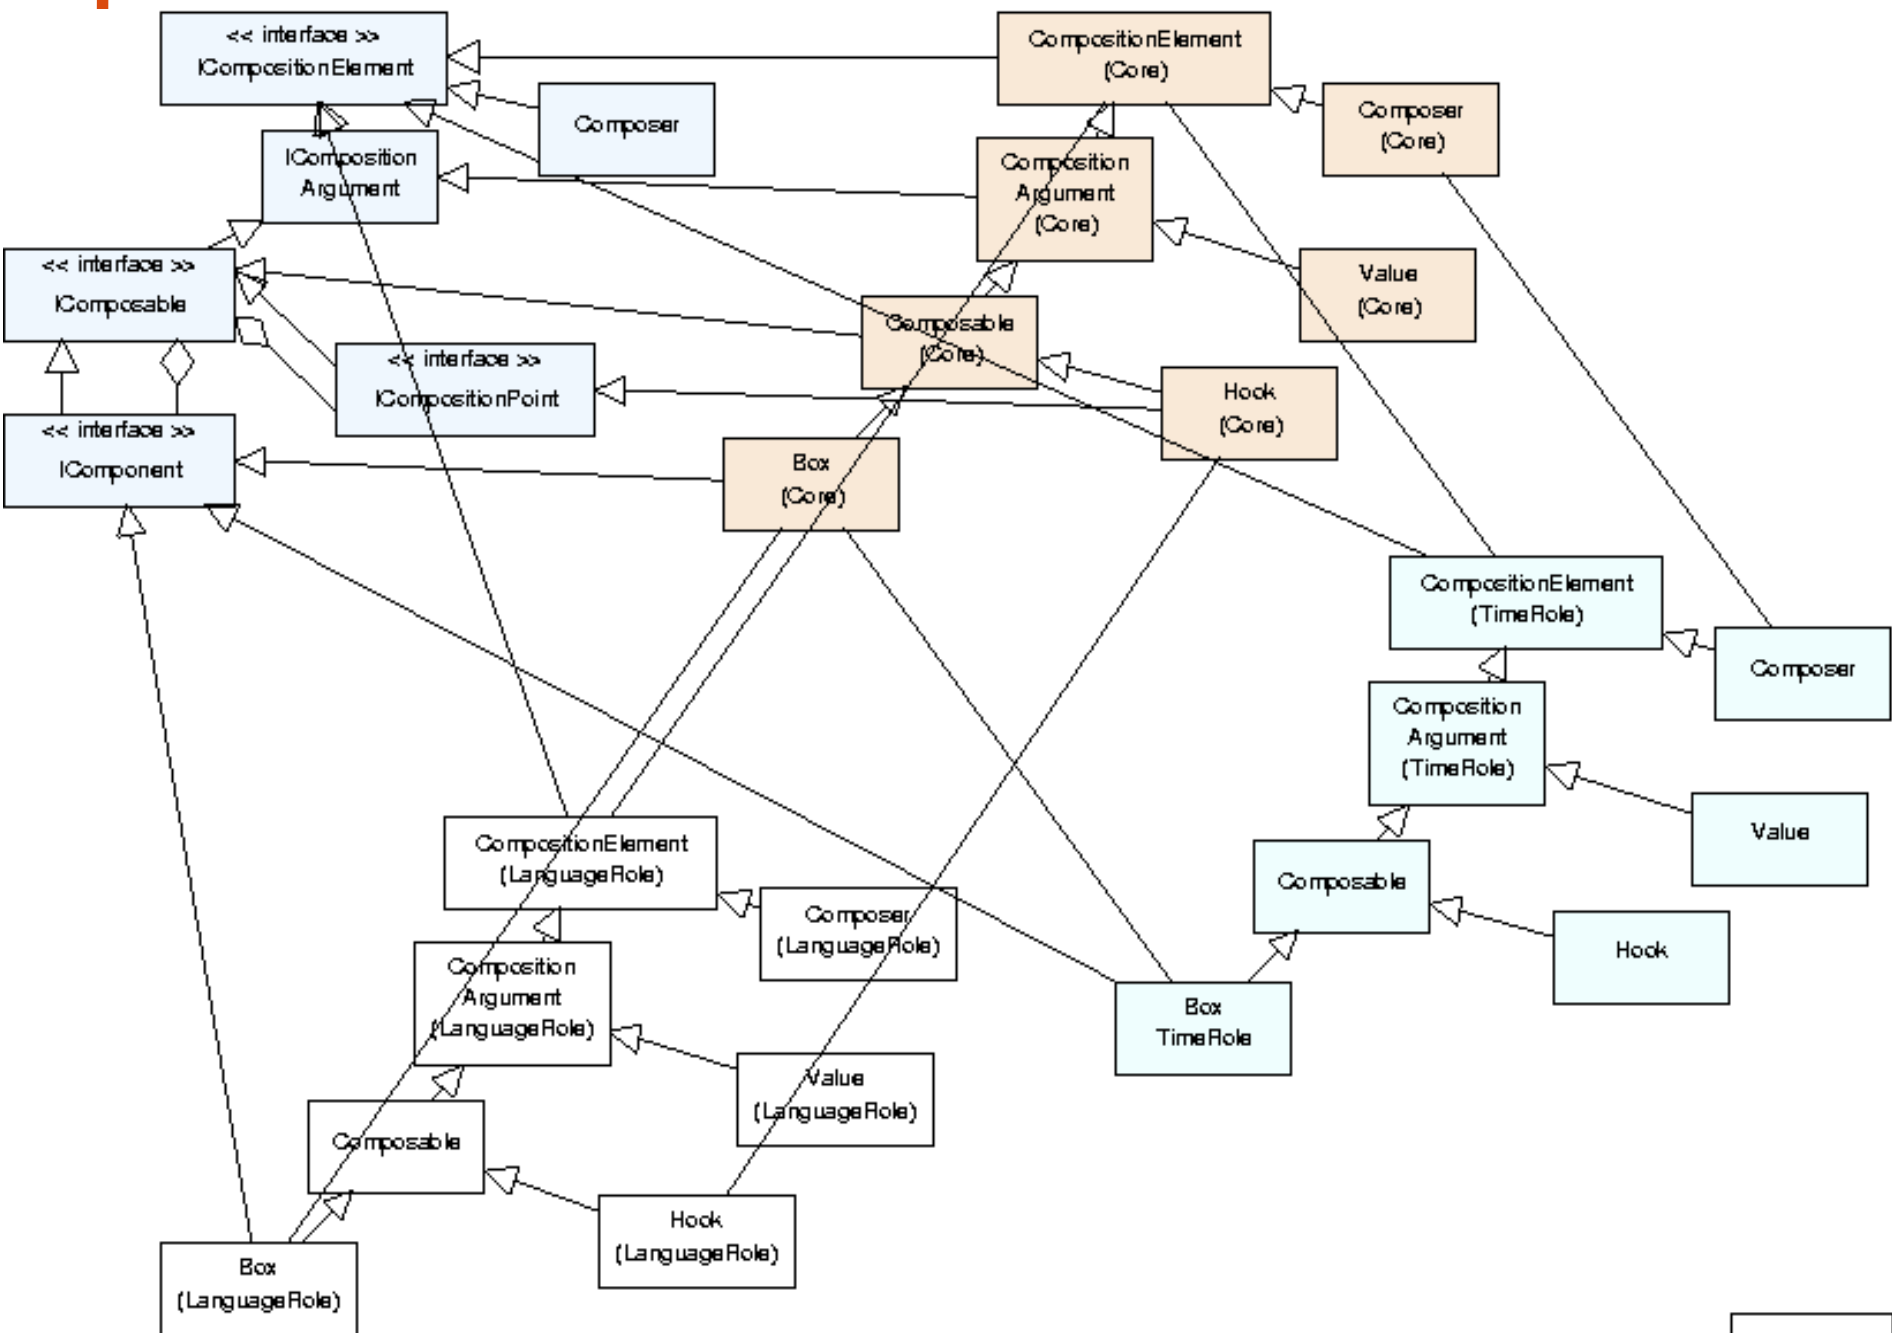 << interface >>
ICompositionElement
Composer
IComposition
Argument
<< interface >>
IComposable
<< interface >>
ICompositionPoint
<< interface >>
IComponent
CompositionElement
(Core)
Composer
(Core)
Composition
Argument
(Core)
Value
(Core)
Composable
(Core)
Hook
(Core)
Box
(Core)
CompositionElement
(TimeRole)
Composer
Composition
Argument
(TimeRole)
Value
Composable
Hook
Box
TimeRole
CompositionElement
(LanguageRole)
Composer
(LanguageRole)
Composition
Argument
(LanguageRole)
Value
(LanguageRole)
Composable
Hook
(LanguageRole)
Box
(LanguageRole)